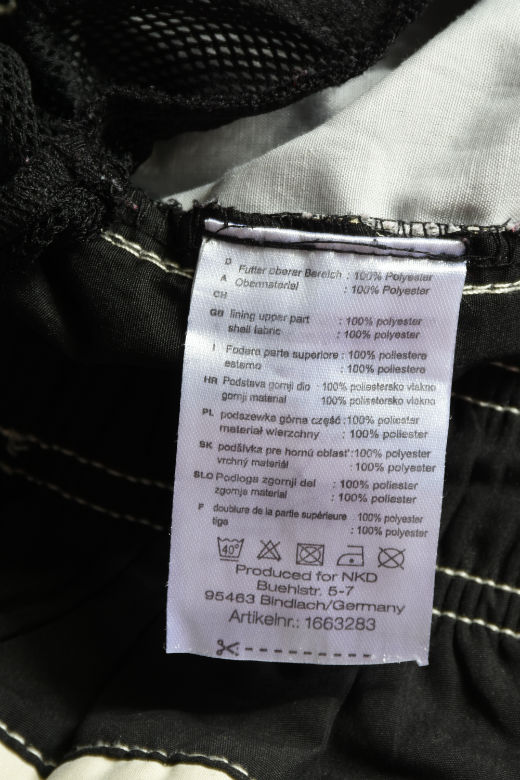 D Futter oberer Bereich : 100% Polyester
A Obermaterial : 100% Polyester
CH
GB lining upper part : 100% polyester
shell fabric : 100% polyester
I Fodera parte superiore : 100% poliestere
esterno : 100% poliestere
HR Podstava gornji dio 100% poliestersko vlakno
gornji material 100% poliestersko vlakno
PL podszewka górna część :100% poliester
materiał wierzchny : 100% poliester
SK podšívka pre hornú oblasť :100% polyester
vrchný materiál : 100% polyester
SLO Podloga zgornji del : 100% poliester
zgornje material : 100% poliester
F doublure de la partie supérieure . 100% polyester
tige : 100% polyester
40°
Produced for NKD
Buehlstr. 5-7
95463 Bindlach/Germany
Artikelnr.: 1663283